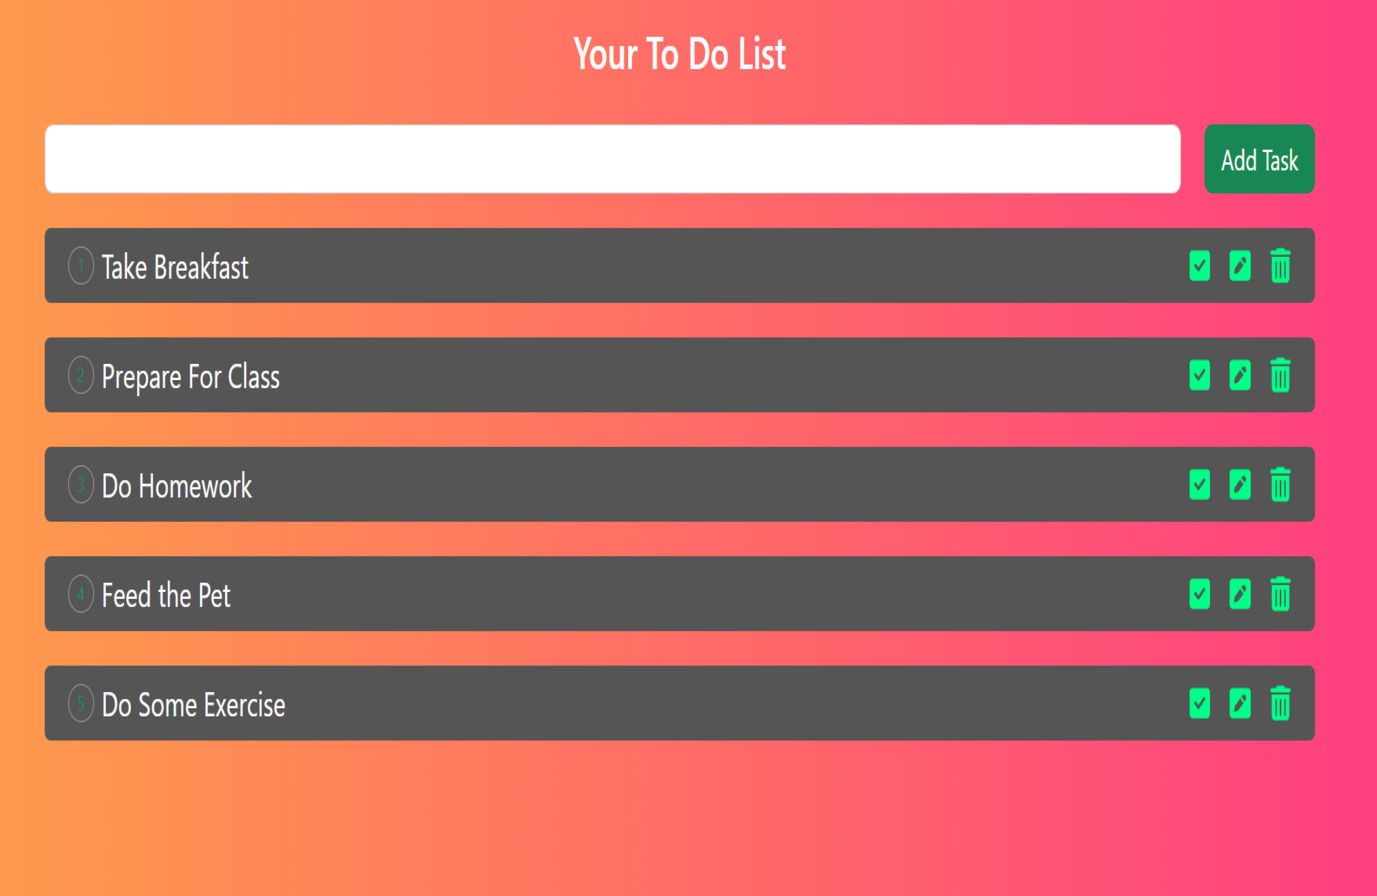 Your To Do List
Add Task
1 Take Breakfast
2 Prepare For Class
3 Do Homework
4 Feed the Pet
5 Do Some Exercise